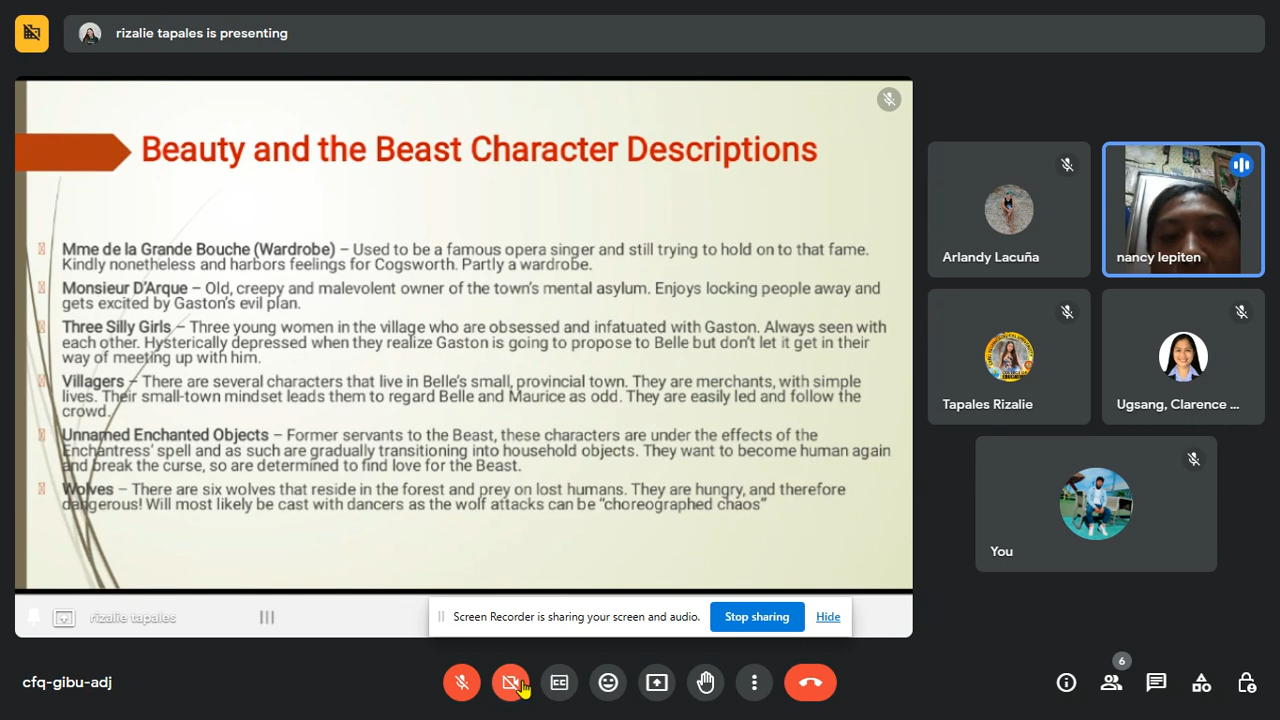 rizalie tapales is presenting
Beauty and the Beast Character Descriptions
Mme de la Grande Bouche (Wardrobe) – Used to be a famous opera singer and still trying to hold on to that fame.
Kindly nonetheless and harbors feelings for Cogsworth. Partly a wardrobe.
Monsieur D'Arque – Old, creepy and malevolent owner of the town's mental asylum. Enjoys locking people away and
gets excited by Gaston's evil plan.
Three Silly Girls – Three young women in the village who are obsessed and infatuated with Gaston. Always seen with
each other. Hysterically depressed when they realize Gaston is going to propose to Belle but don't let it get in their
way of meeting up with him.
Villagers – There are several characters that live in Belle's small, provincial town. They are merchants, with simple
lives. Their small-town mindset leads them to regard Belle and Maurice as odd. They are easily led and follow the
crowd.
Unnamed Enchanted Objects – Former servants to the Beast, these characters are under the effects of the
Enchantress' spell and as such are gradually transitioning into household objects. They want to become human again
and break the curse, so are determined to find love for the Beast.
Wolves – There are six wolves that reside in the forest and prey on lost humans. They are hungry, and therefore
dangerous! Will most likely be cast with dancers as the wolf attacks can be "choreographed chaos"
rizalie tapales
Screen Recorder is sharing your screen and audio.
Stop sharing
Hide
Arlandy Lacuña
nancy lepiten
Tapales Rizalie
Ugsang, Clarence ...
You
cfq-gibu-adj
6